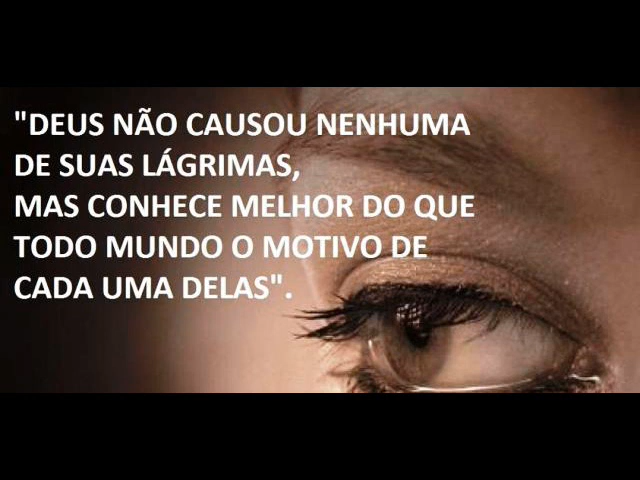 "DEUS NÃO CAUSOU NENHUMA
DE SUAS LÁGRIMAS,
MAS CONHECE MELHOR DO QUE
TODO MUNDO O MOTIVO DE
CADA UMA DELAS".